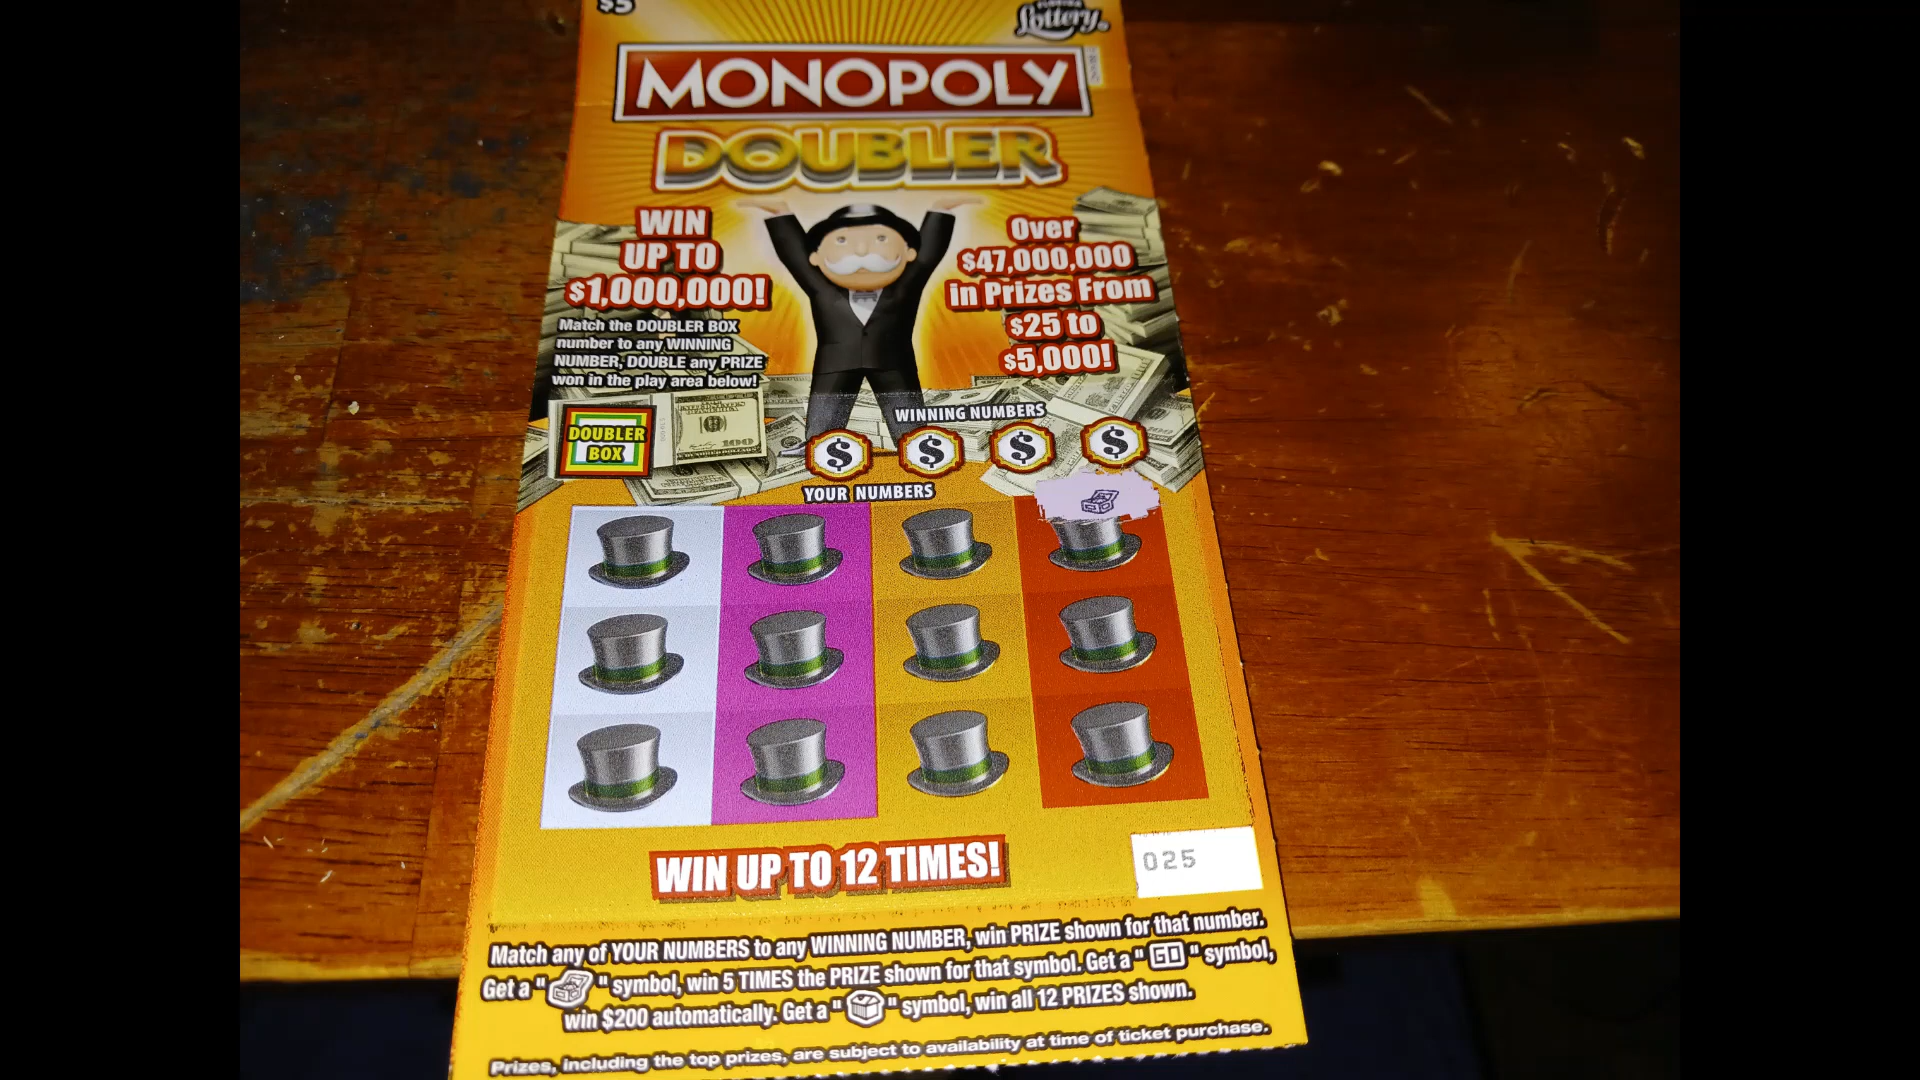 $5
Lottery
MONOPOLY
DOUBLER
WIN
UP TO
$1,000,000!
Match the DOUBLER BOX
number to any WINNING
NUMBER, DOUBLE any PRIZE
won in the play area below!
Over
$47,000,000
in Prizes From
$25 to
$5,000!
DOUBLER
BOX
100
WINNING NUMBERS
$ $ $ $
YOUR NUMBERS
WIN UP TO 12 TIMES!
025
Match any of YOUR NUMBERS to any WINNING NUMBER, win PRIZE shown for that number.
Get a " " symbol, win 5 TIMES the PRIZE shown for that symbol. Get a " GO " symbol,
win $200 automatically. Get a " " symbol, win all 12 PRIZES shown.
Prizes, including the top prizes, are subject to availability at time of ticket purchase.